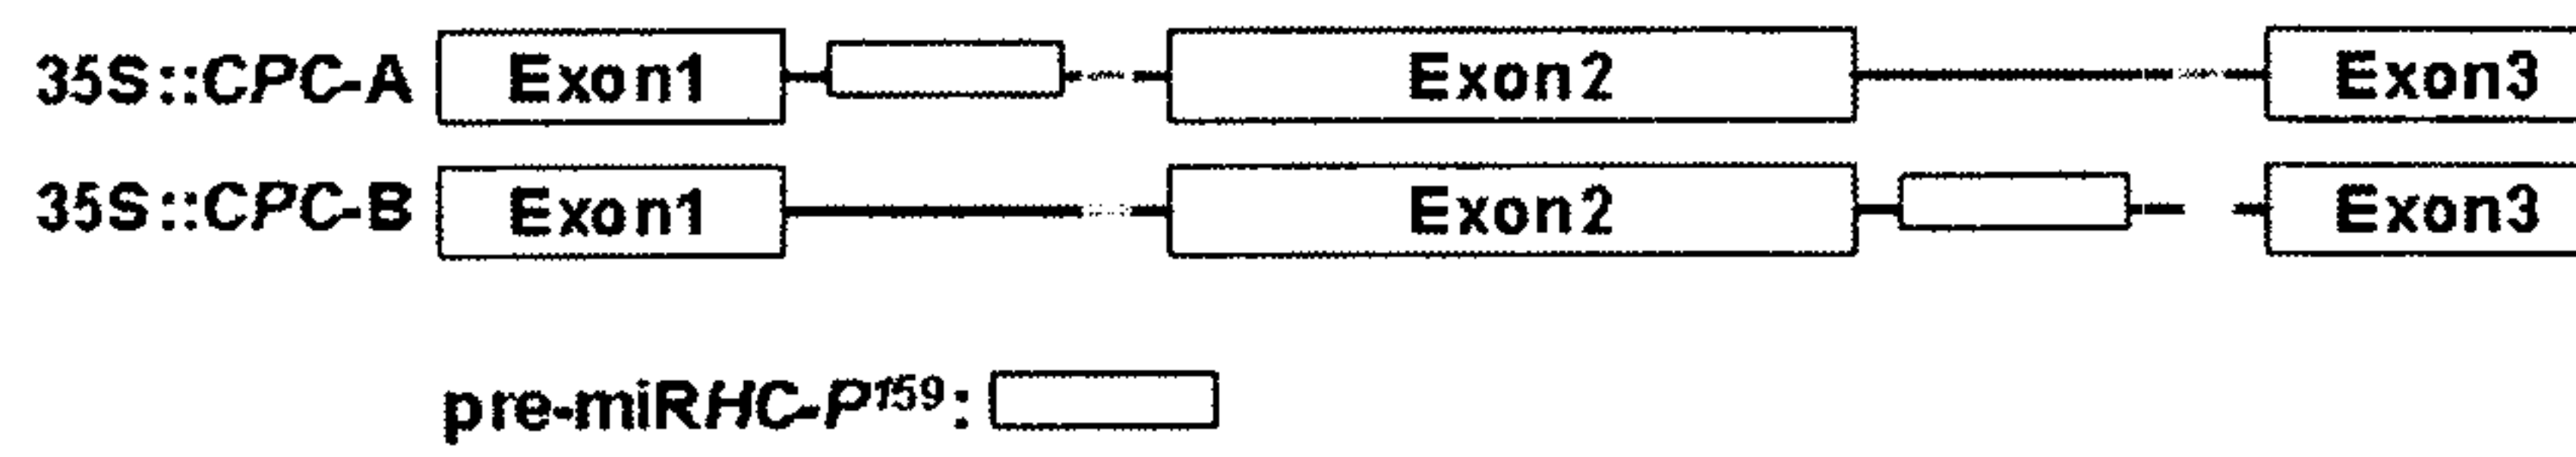 35S::CPC-A Exon1 Exon2 Exon3
35S::CPC-B Exon1 Exon2 Exon3
pre-miRHC-P159: